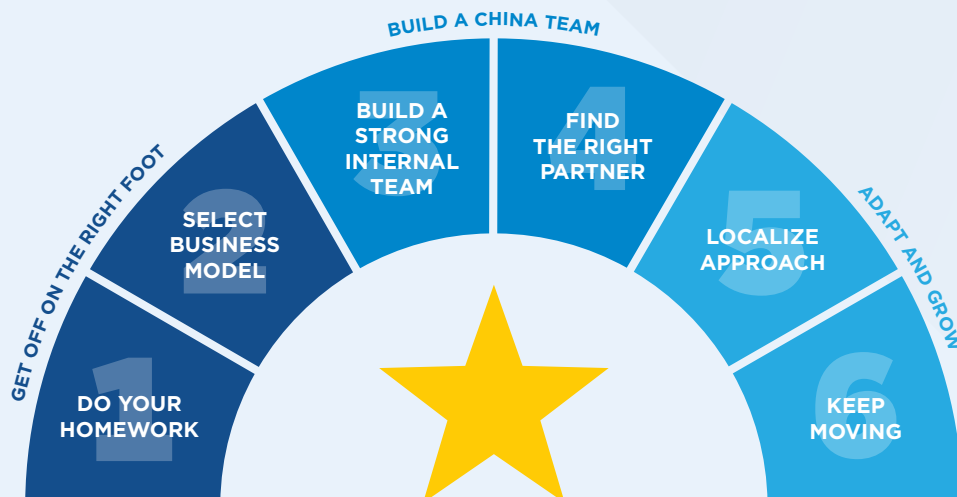 GET OFF ON THE RIGHT FOOT
1
DO YOUR
HOMEWORK
2
SELECT
BUSINESS
MODEL
BUILD A CHINA TEAM
3
BUILD A
STRONG
INTERNAL
TEAM
4
FIND
THE RIGHT
PARTNER
ADAPT AND GROW
5
LOCALIZE
APPROACH
6
KEEP
MOVING